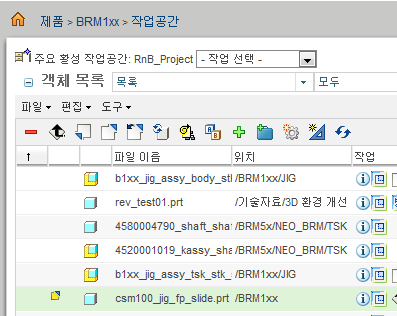 제품 > BRM1xx > 작업공간
주요 활성 작업공간: RnB_Project - 작업 선택 -
객체 목록 목록 모두
파일 편집 도구
파일 이름 위치 작업
b1xx_jig_assy_body_stl /BRM1xx/JIG
rev_test01.prt /기술자료/3D 환경 개선
4580004790_shaft_sha /BRM5x/NEO_BRM/TSK
4520001019_kassy_sha /BRM5x/NEO_BRM/TSK
b1xx_jig_assy_tsk_stk_ /BRM1xx/JIG
csm100_jig_fp_slide.prt /BRM1xx